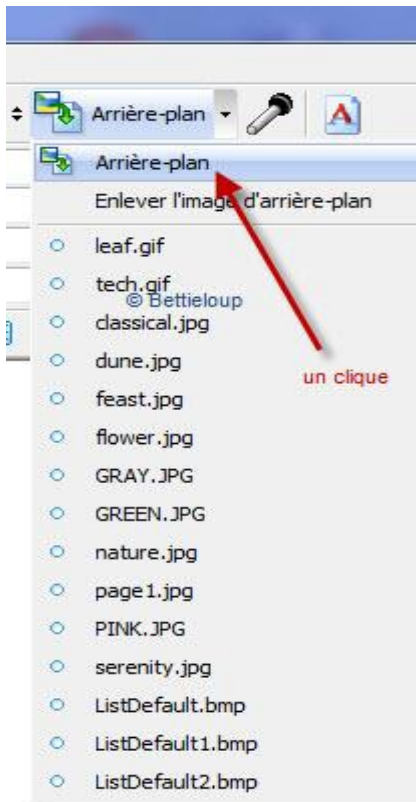 Arrière-plan
Arrière-plan
Enlever l'image d'arrière-plan
leaf.gif
tech.gif
© Bettieloup
classical.jpg
dune.jpg
un clique
feast.jpg
flower.jpg
GRAY.JPG
GREEN.JPG
nature.jpg
page1.jpg
PINK.JPG
serenity.jpg
ListDefault.bmp
ListDefault1.bmp
ListDefault2.bmp